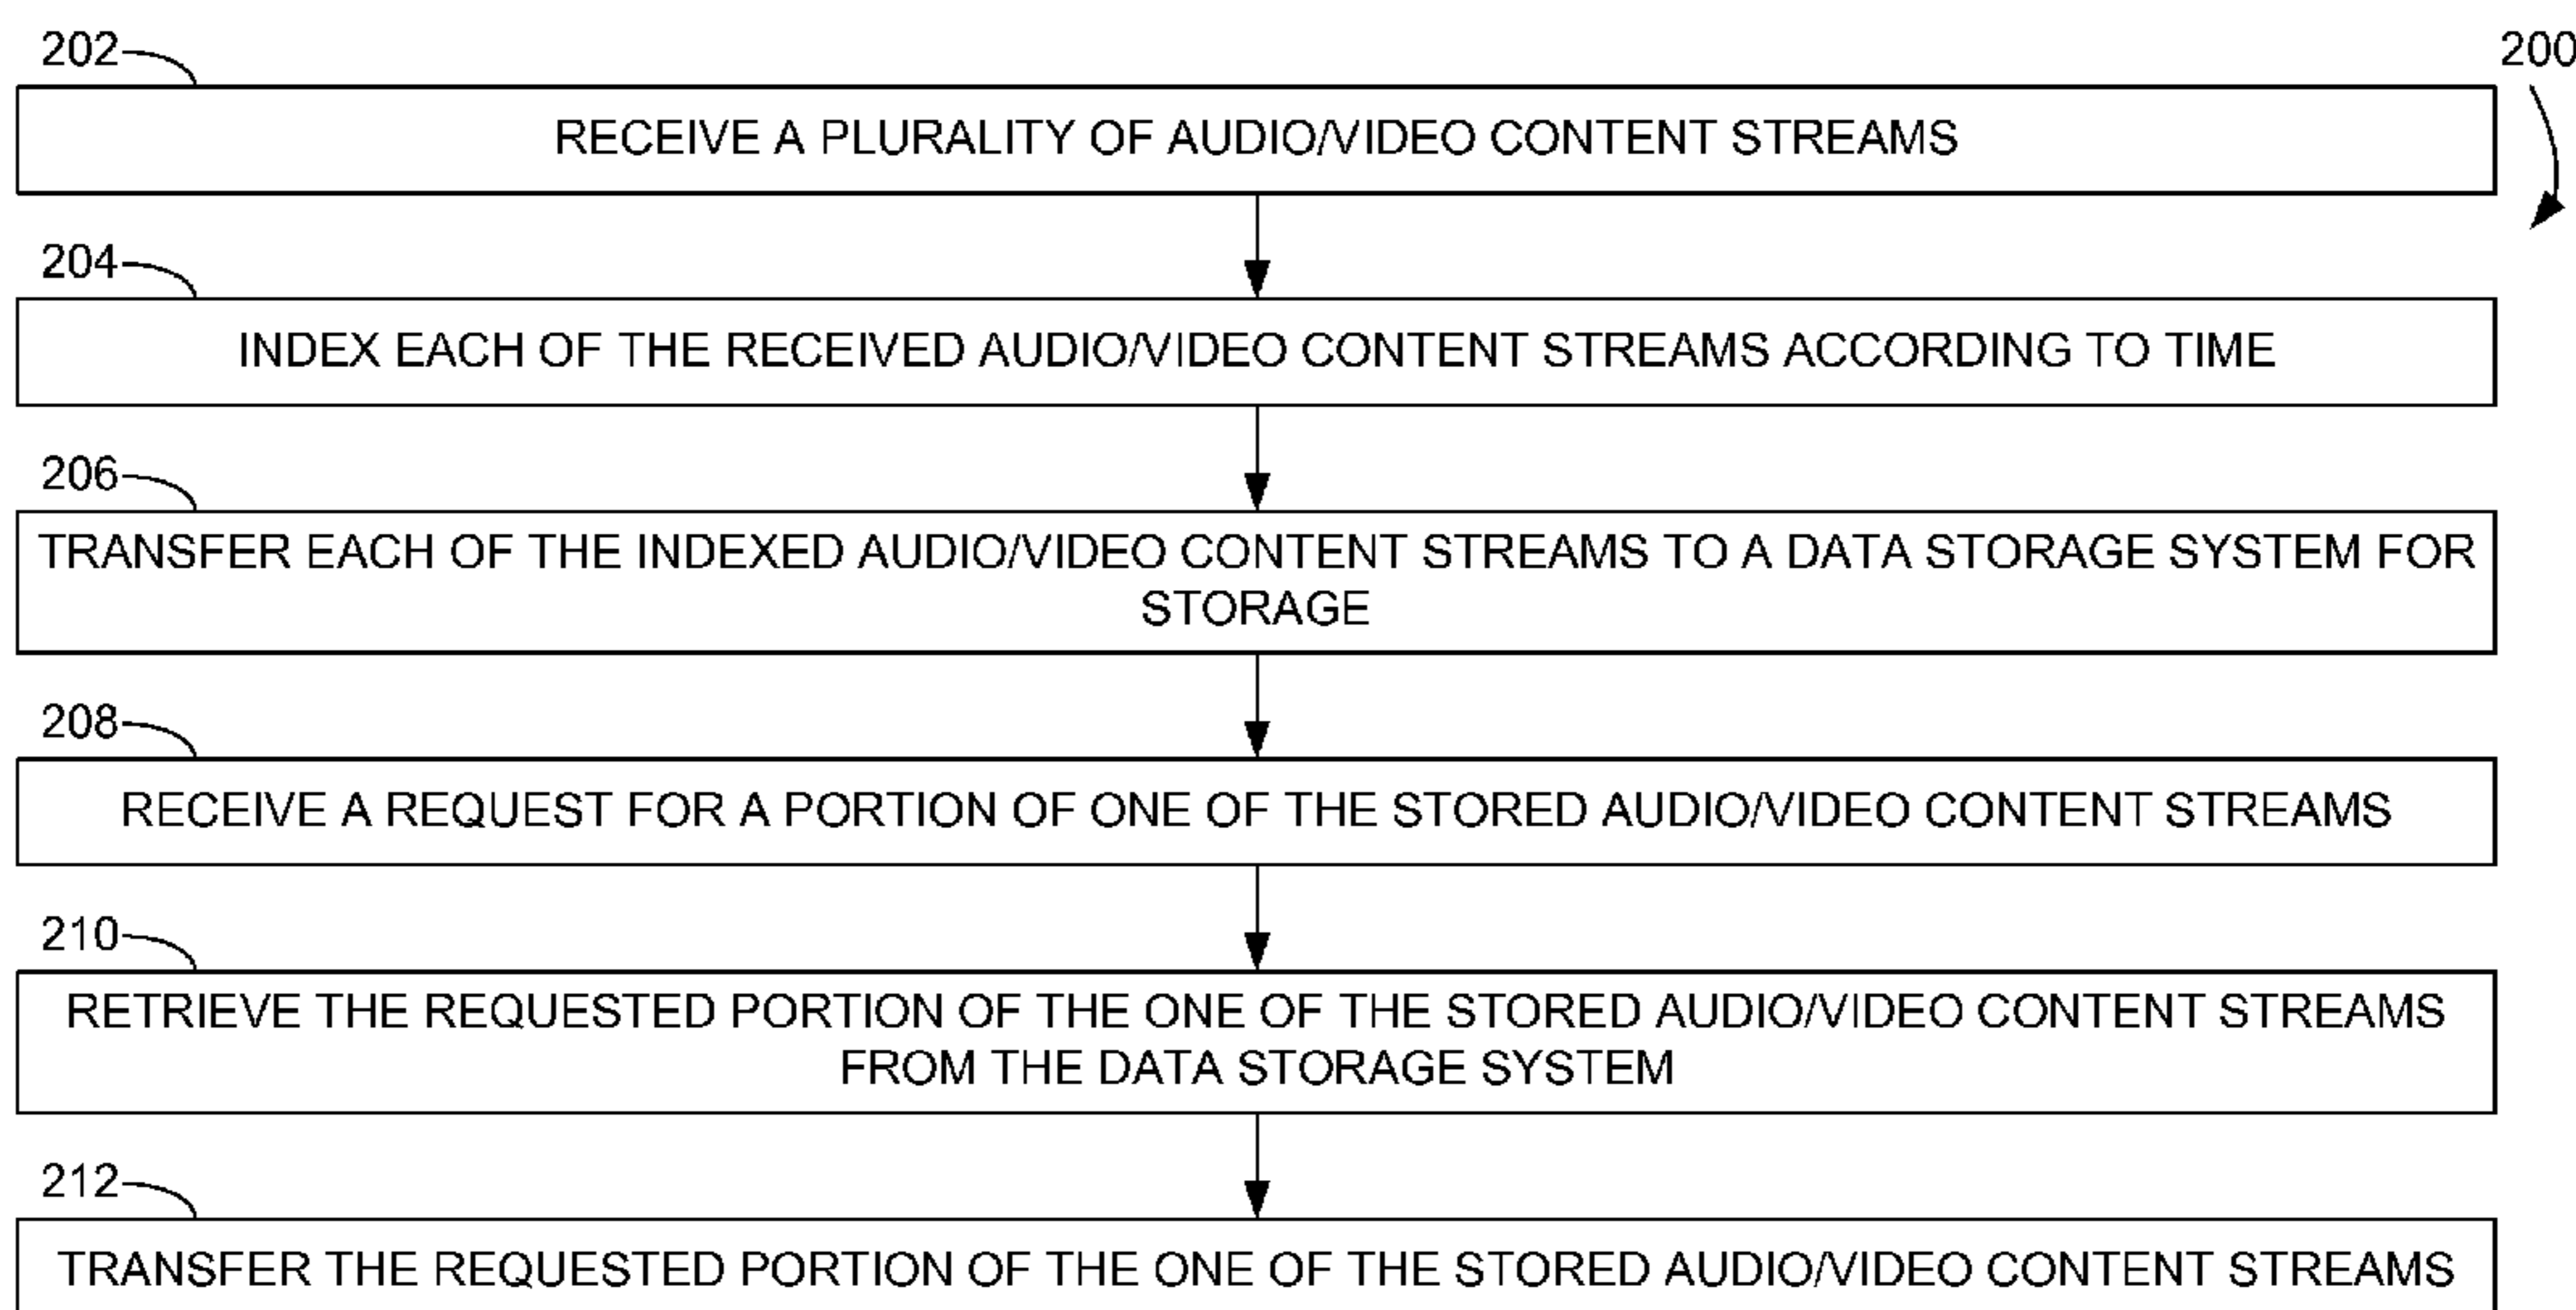 202
200
RECEIVE A PLURALITY OF AUDIO/VIDEO CONTENT STREAMS
204
INDEX EACH OF THE RECEIVED AUDIO/VIDEO CONTENT STREAMS ACCORDING TO TIME
206
TRANSFER EACH OF THE INDEXED AUDIO/VIDEO CONTENT STREAMS TO A DATA STORAGE SYSTEM FOR
STORAGE
208
RECEIVE A REQUEST FOR A PORTION OF ONE OF THE STORED AUDIO/VIDEO CONTENT STREAMS
210
RETRIEVE THE REQUESTED PORTION OF THE ONE OF THE STORED AUDIO/VIDEO CONTENT STREAMS
FROM THE DATA STORAGE SYSTEM
212
TRANSFER THE REQUESTED PORTION OF THE ONE OF THE STORED AUDIO/VIDEO CONTENT STREAMS